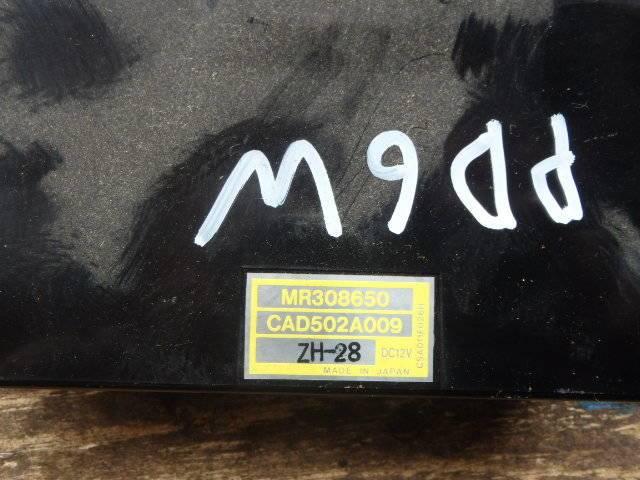 PD6W
MR308650
CAD502A009
ZH-28 DC12V
MADE IN JAPAN